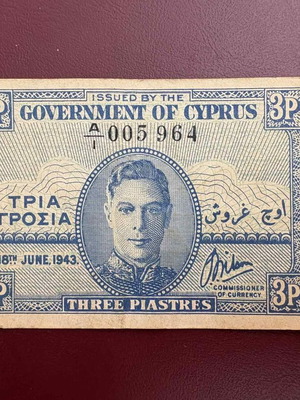 ISSUED BY THE
GOVERNMENT OF CYPRUS
3P
A/1 005964
ΤΡΙΑ
ΓΡΟΣΙΑ
اوچ غروش
18TH JUNE, 1943.
COMMISSIONER
OF CURRENCY.
THREE PIASTRES
3P